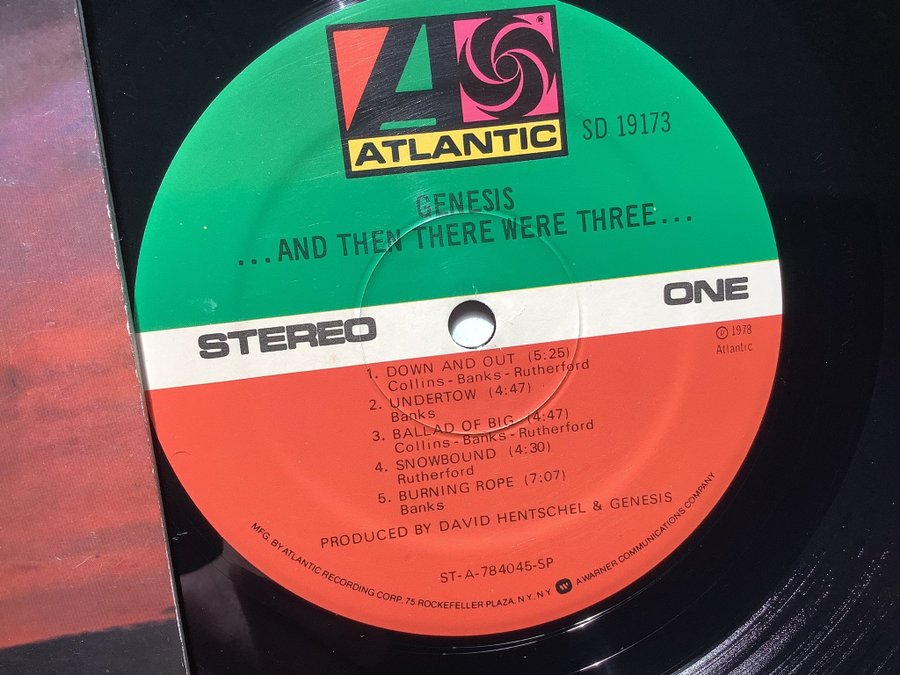 ATLANTIC
SD 19173
GENESIS
...AND THEN THERE WERE THREE...
STEREO
ONE
℗ 1978
Atlantic
1. DOWN AND OUT (5:25)
Collins-Banks-Rutherford
2. UNDERTOW (4:47)
Banks
3. BALLAD OF BIG (4:47)
Collins-Banks-Rutherford
4. SNOWBOUND (4:30)
Rutherford
5. BURNING ROPE (7:07)
Banks
PRODUCED BY DAVID HENTSCHEL & GENESIS
ST-A-784045-SP
MFG. BY ATLANTIC RECORDING CORP. 75 ROCKEFELLER PLAZA, N.Y. N.Y. A WARNER COMMUNICATIONS COMPANY